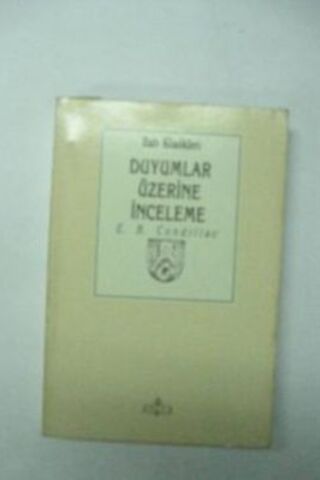 Batı Klasikleri
DUYUMLAR
ÜZERİNE
İNCELEME
E. B. Condillac